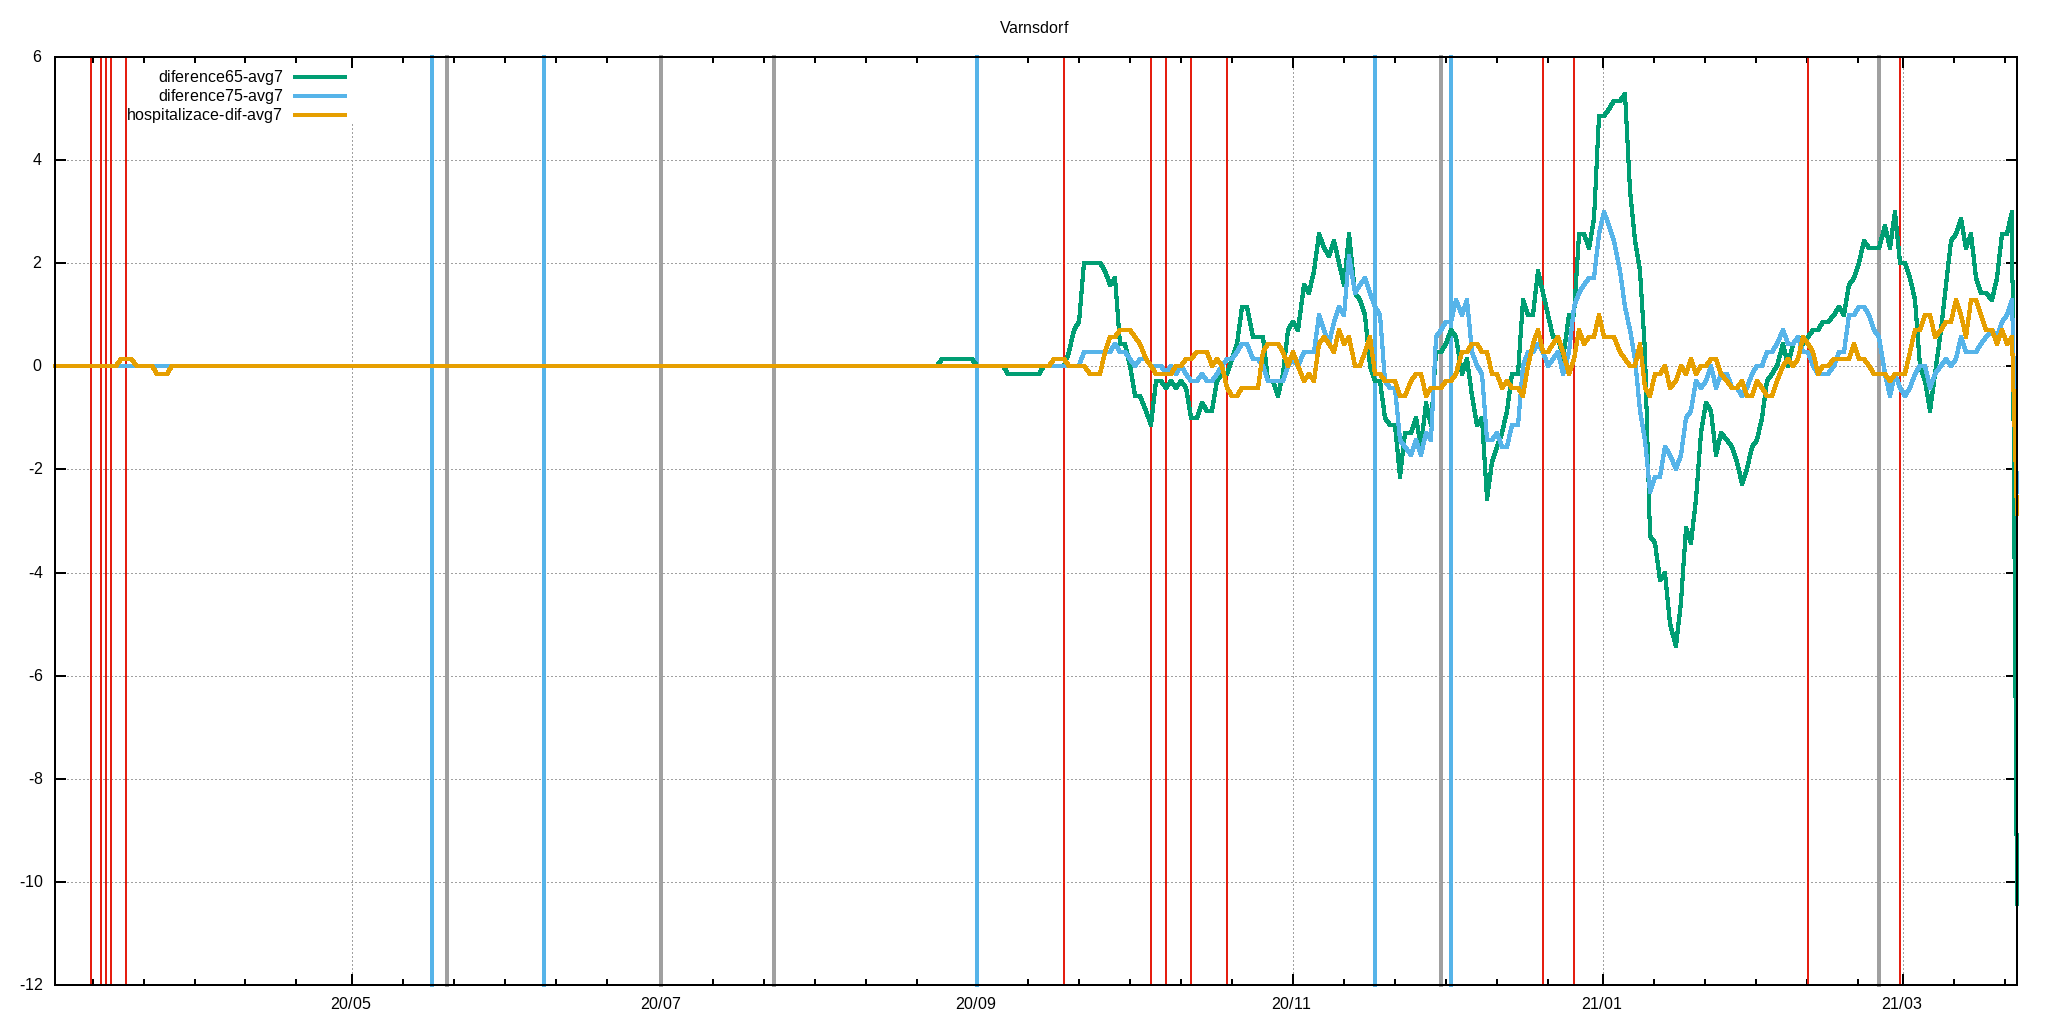 Varnsdorf
diference65-avg7
diference75-avg7
hospitalizace-dif-avg7
6
4
2
0
-2
-4
-6
-8
-10
-12
20/05 20/07 20/09 20/11 21/01 21/03